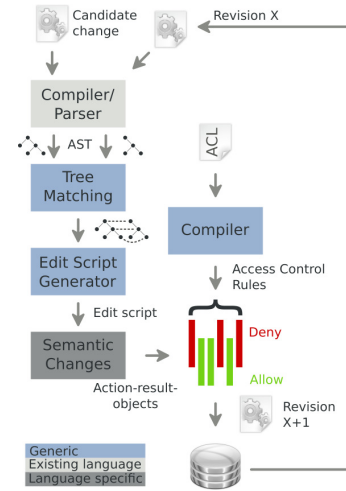 Candidate
change
Revision X
Compiler/
Parser
AST
ACL
Tree
Matching
Compiler
Edit Script
Generator
Access Control
Rules
Edit script
Deny
Semantic
Changes
Allow
Action-result-
objects
Revision
X+1
Generic
Existing language
Language specific